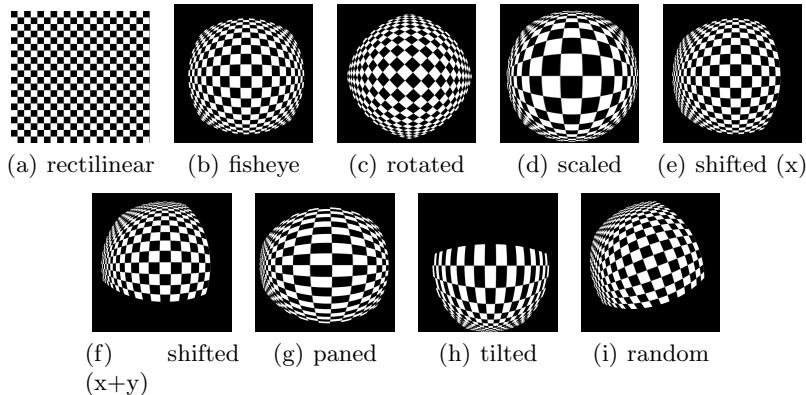 (a) rectilinear
(b) fisheye
(c) rotated
(d) scaled
(e) shifted (x)
(f) shifted
(x+y)
(g) paned
(h) tilted
(i) random